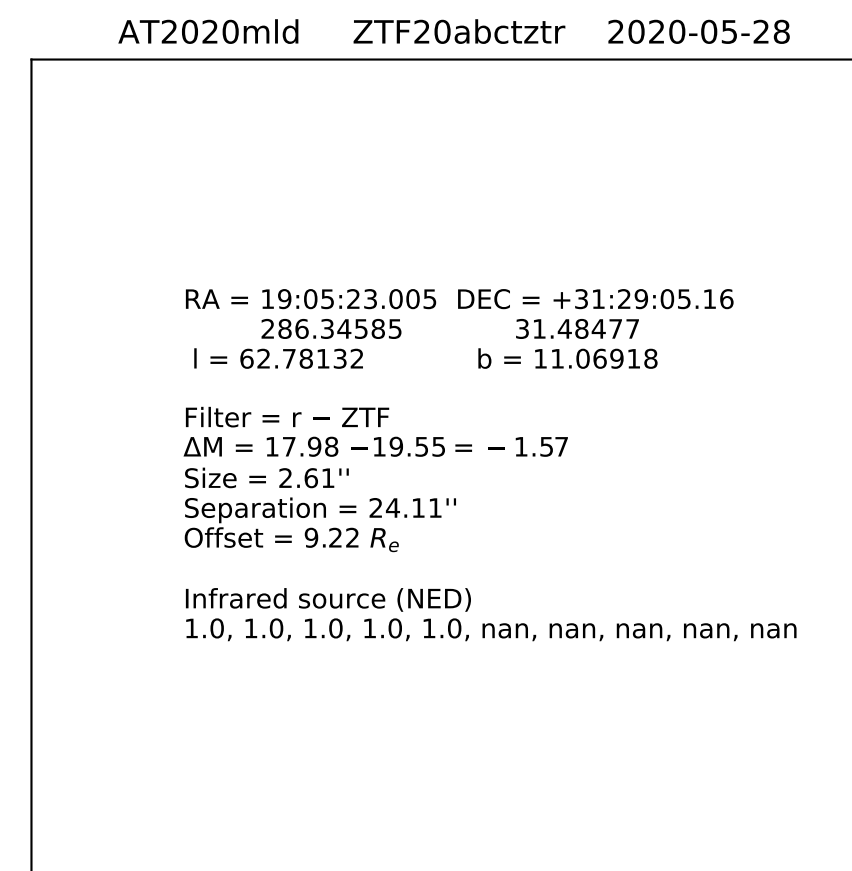 AT2020mld ZTF20abctztr 2020-05-28
RA = 19:05:23.005 DEC = +31:29:05.16
286.34585 31.48477
l = 62.78132 b = 11.06918
Filter = r − ZTF
ΔM = 17.98 −19.55 = − 1.57
Size = 2.61''
Separation = 24.11''
Offset = 9.22 Re
Infrared source (NED)
1.0, 1.0, 1.0, 1.0, 1.0, nan, nan, nan, nan, nan